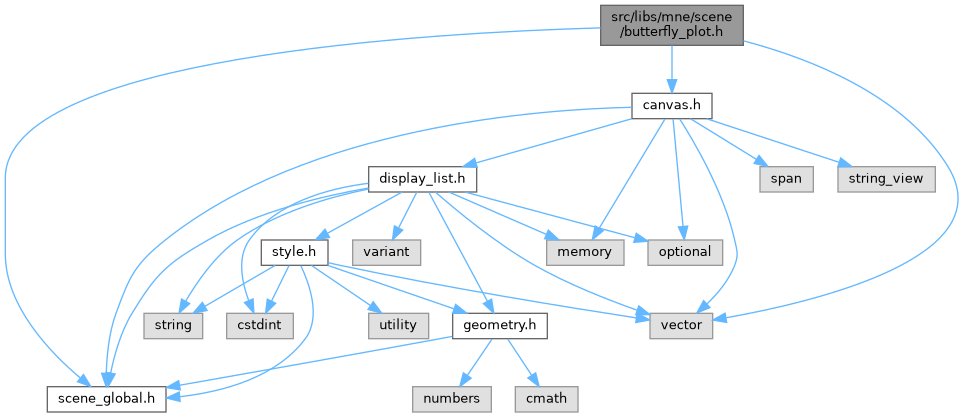 src/libs/mne/scene
/butterfly_plot.h
canvas.h
display_list.h
span
string_view
style.h
variant
memory
optional
string
cstdint
utility
geometry.h
vector
scene_global.h
numbers
cmath